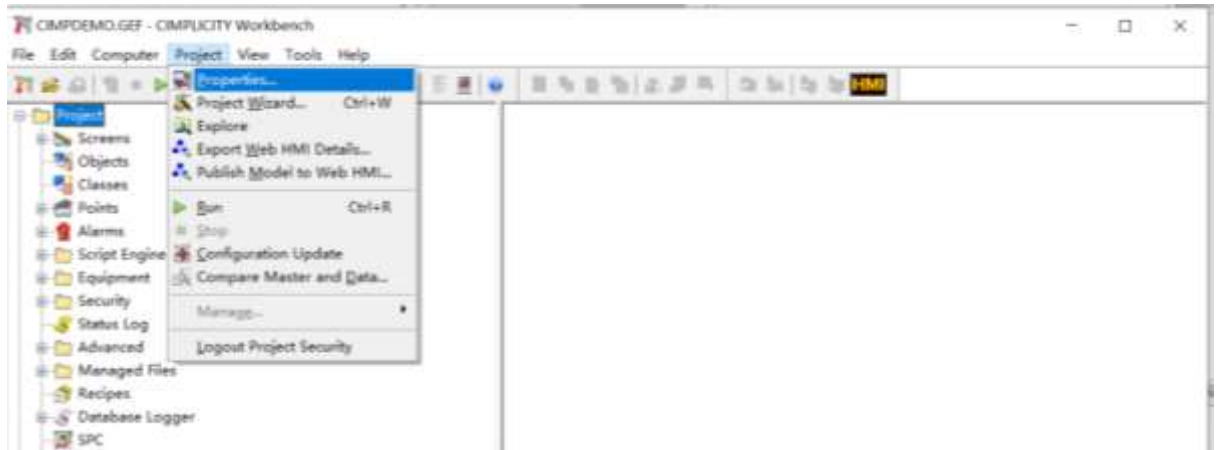 CIMPDEMO.GEF - CIMPLICITY Workbench
File Edit Computer Project View Tools Help
HMI
Properties...
Project Wizard... Ctrl+W
Explore
Export Web HMI Details...
Publish Model to Web HMI...
Run Ctrl+R
Stop
Configuration Update
Compare Master and Data...
Manage...
Logout Project Security
Project
Screens
Objects
Classes
Points
Alarms
Script Engine
Equipment
Security
Status Log
Advanced
Managed Files
Recipes
Database Logger
SPC